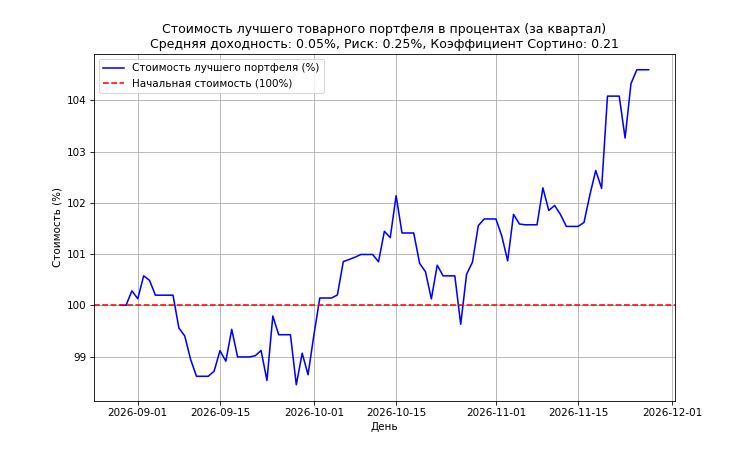 Стоимость лучшего товарного портфеля в процентах (за квартал)
Средняя доходность: 0.05%, Риск: 0.25%, Коэффициент Сортино: 0.21
Стоимость лучшего портфеля (%)
Начальная стоимость (100%)
Стоимость (%)
104
103
102
101
100
99
2026-09-01
2026-09-15
2026-10-01
2026-10-15
2026-11-01
2026-11-15
2026-12-01
День